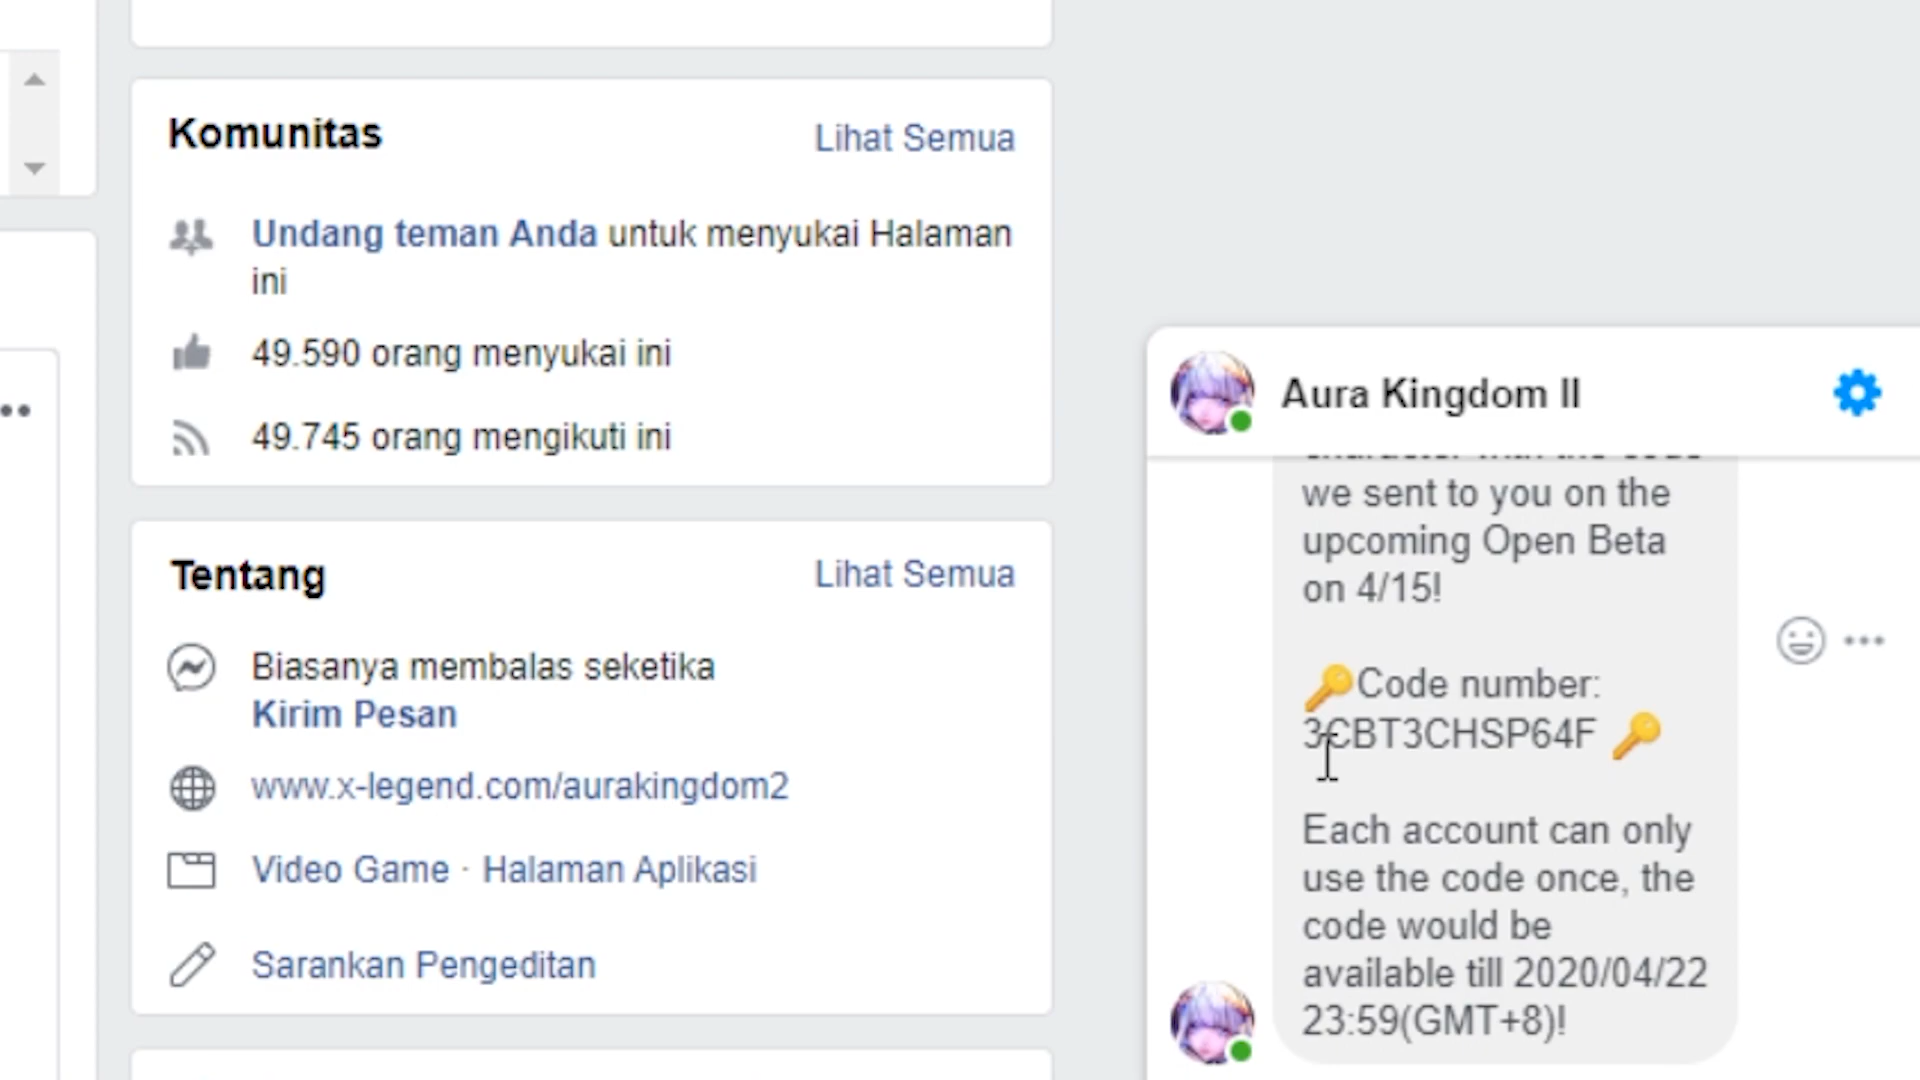 Komunitas
Lihat Semua
Undang teman Anda untuk menyukai Halaman
ini
49.590 orang menyukai ini
49.745 orang mengikuti ini
Tentang
Lihat Semua
Biasanya membalas seketika
Kirim Pesan
www.x-legend.com/aurakingdom2
Video Game · Halaman Aplikasi
Sarankan Pengeditan
Aura Kingdom II
we sent to you on the
upcoming Open Beta
on 4/15!
Code number:
3CBT3CHSP64F
Each account can only
use the code once, the
code would be
available till 2020/04/22
23:59(GMT+8)!